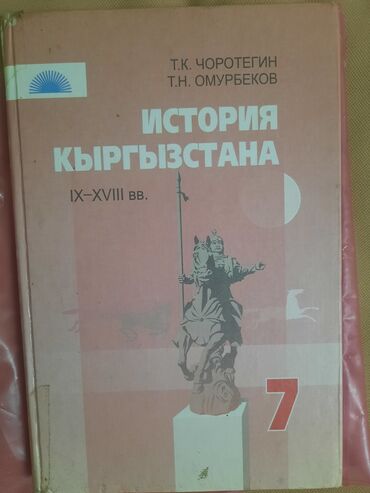 Т.К. ЧОРОТЕГИН
Т.Н. ОМУРБЕКОВ
ИСТОРИЯ
КЫРГЫЗСТАНА
IX–XVIII вв.
7